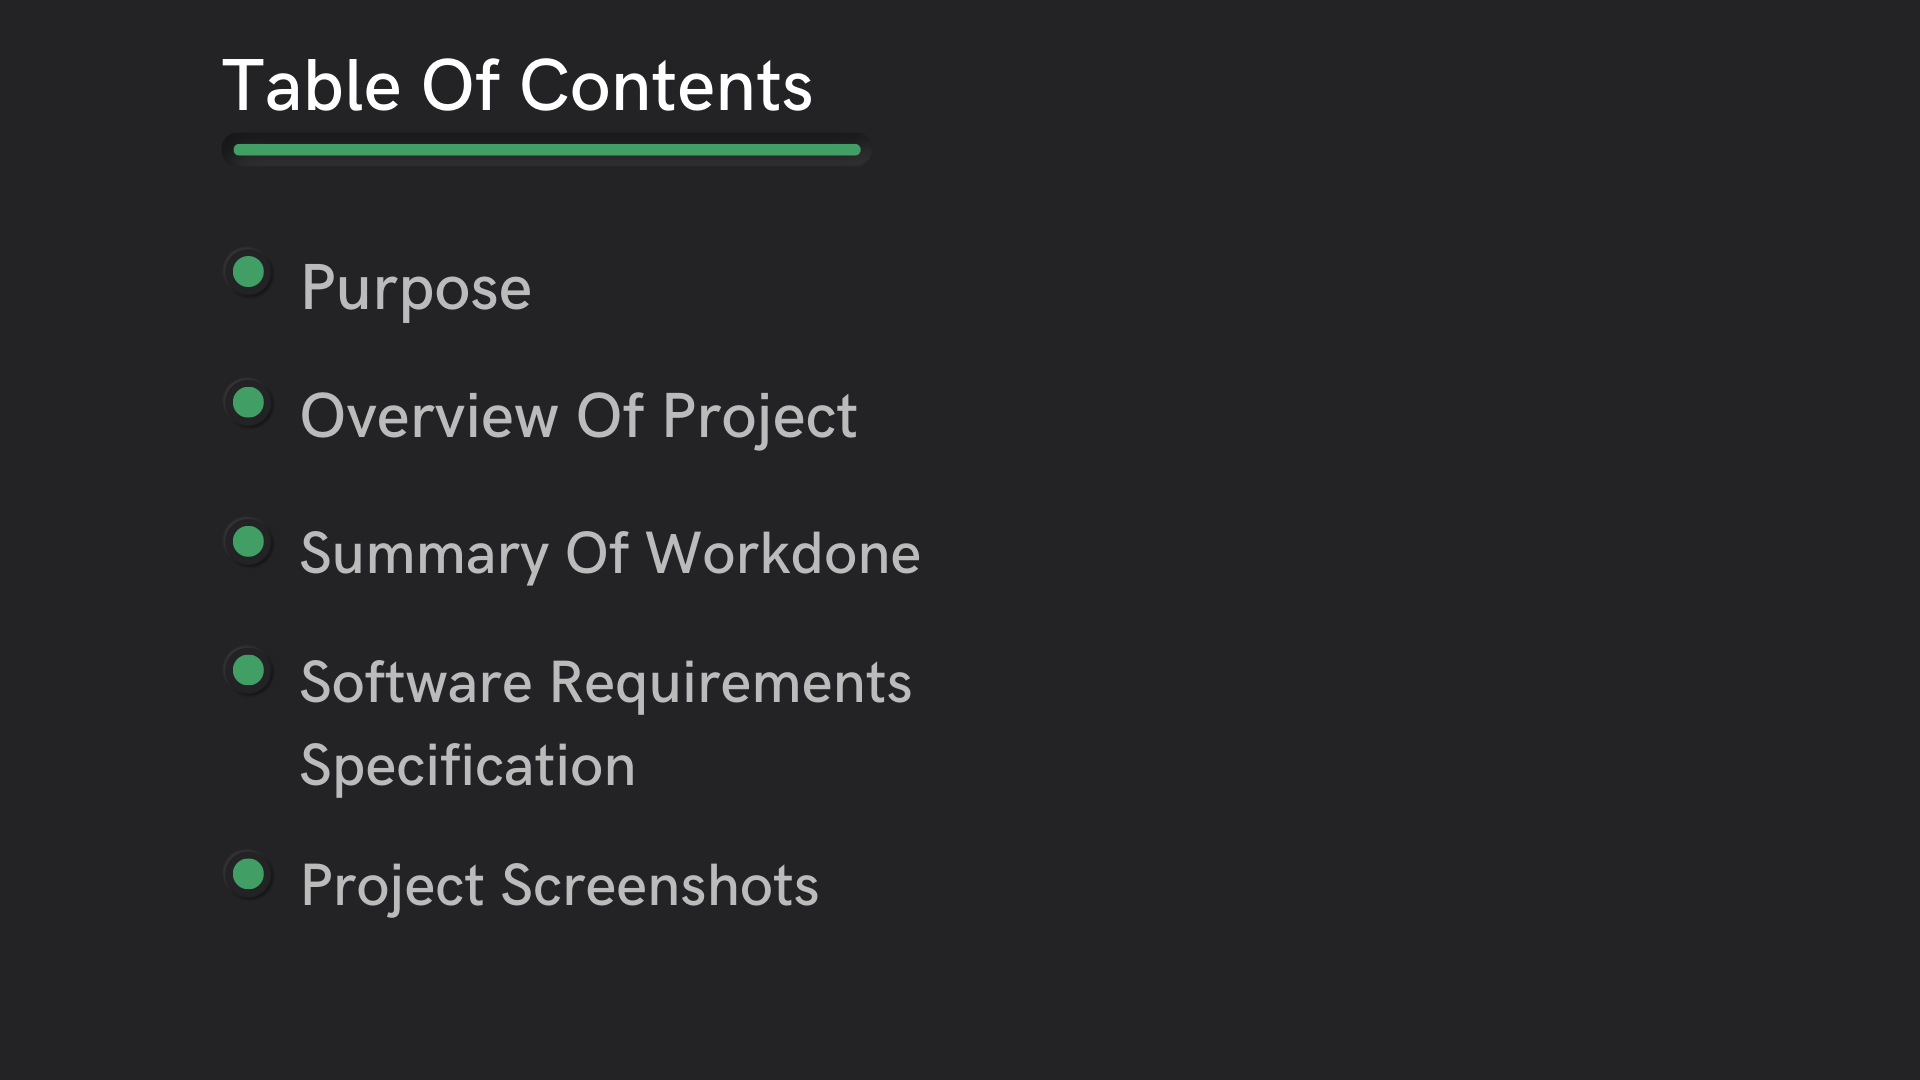 Table Of Contents
Purpose
Overview Of Project
Summary Of Workdone
Software Requirements
Specification
Project Screenshots